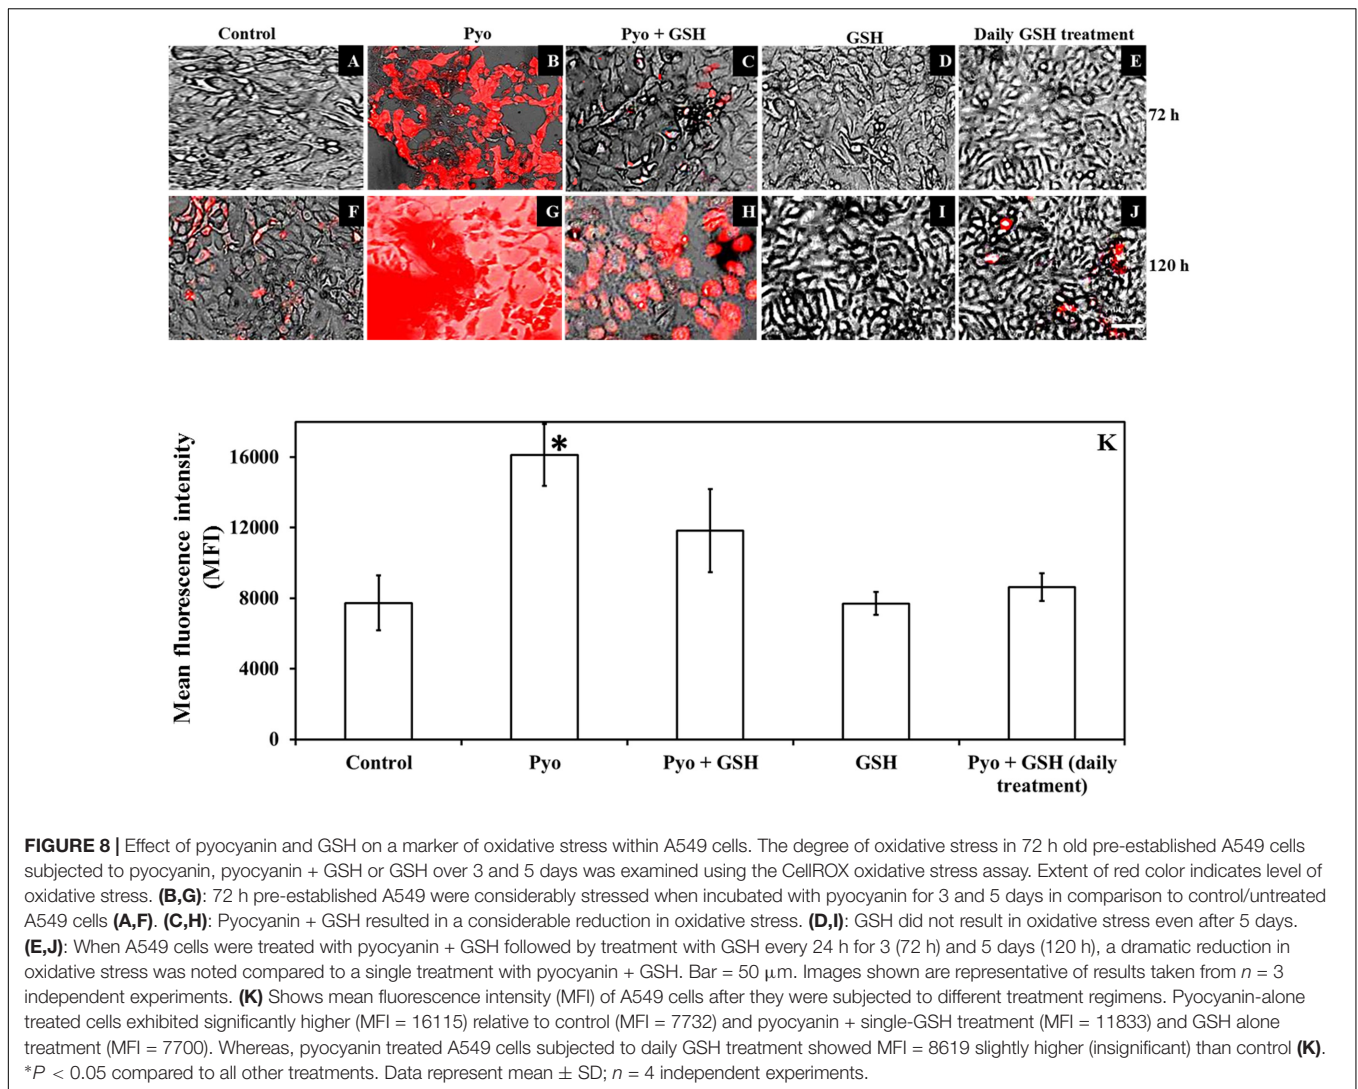 Control Pyo Pyo + GSH GSH Daily GSH treatment
A B C D E
72 h
F G H I J
120 h
K
Mean fluorescence intensity
(MFI)
16000
12000
8000
4000
0
*
Control Pyo Pyo + GSH GSH Pyo + GSH (daily
treatment)
FIGURE 8 | Effect of pyocyanin and GSH on a marker of oxidative stress within A549 cells. The degree of oxidative stress in 72 h old pre-established A549 cells
subjected to pyocyanin, pyocyanin + GSH or GSH over 3 and 5 days was examined using the CellROX oxidative stress assay. Extent of red color indicates level of
oxidative stress. (B,G): 72 h pre-established A549 were considerably stressed when incubated with pyocyanin for 3 and 5 days in comparison to control/untreated
A549 cells (A,F). (C,H): Pyocyanin + GSH resulted in a considerable reduction in oxidative stress. (D,I): GSH did not result in oxidative stress even after 5 days.
(E,J): When A549 cells were treated with pyocyanin + GSH followed by treatment with GSH every 24 h for 3 (72 h) and 5 days (120 h), a dramatic reduction in
oxidative stress was noted compared to a single treatment with pyocyanin + GSH. Bar = 50 μm. Images shown are representative of results taken from n = 3
independent experiments. (K) Shows mean fluorescence intensity (MFI) of A549 cells after they were subjected to different treatment regimens. Pyocyanin-alone
treated cells exhibited significantly higher (MFI = 16115) relative to control (MFI = 7732) and pyocyanin + single-GSH treatment (MFI = 11833) and GSH alone
treatment (MFI = 7700). Whereas, pyocyanin treated A549 cells subjected to daily GSH treatment showed MFI = 8619 slightly higher (insignificant) than control (K).
*P < 0.05 compared to all other treatments. Data represent mean ± SD; n = 4 independent experiments.